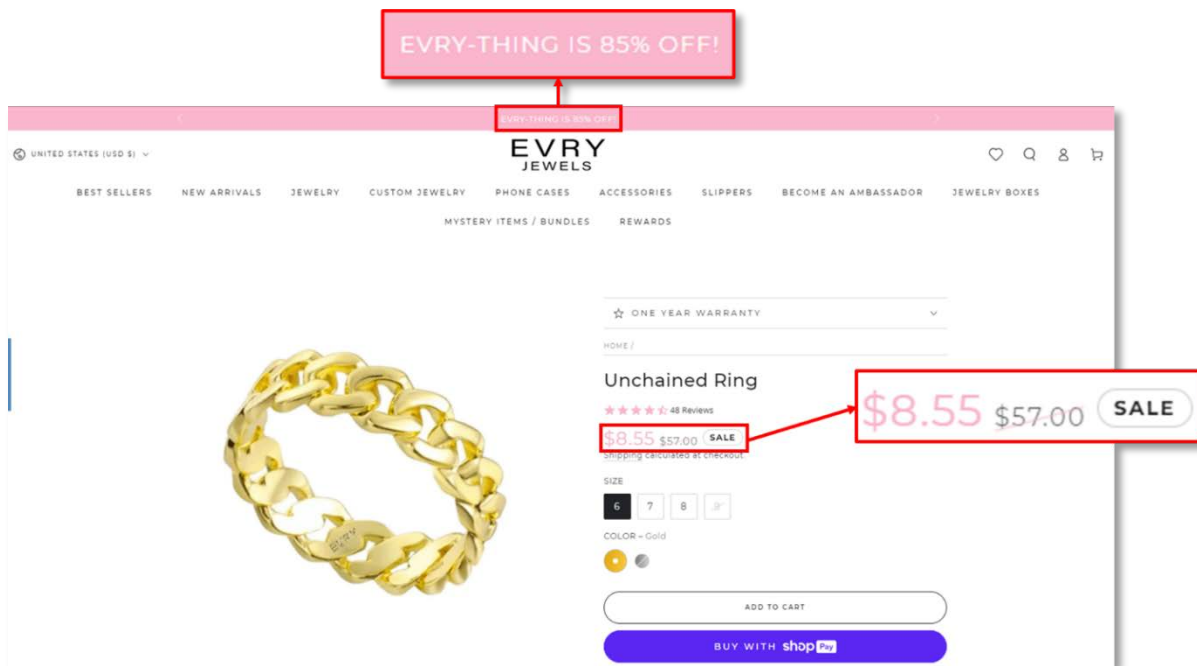 EVRY-THING IS 85% OFF!
EVRY-THING IS 85% OFF!
UNITED STATES (USD $)
EVRY
JEWELS
BEST SELLERS NEW ARRIVALS JEWELRY CUSTOM JEWELRY PHONE CASES ACCESSORIES SLIPPERS BECOME AN AMBASSADOR JEWELRY BOXES
MYSTERY ITEMS / BUNDLES REWARDS
ONE YEAR WARRANTY
HOME /
Unchained Ring
48 Reviews
$8.55 $57.00 SALE
$8.55 $57.00 SALE
Shipping calculated at checkout.
SIZE
6 7 8 9
COLOR – Gold
EVRY
ADD TO CART
BUY WITH shop Pay